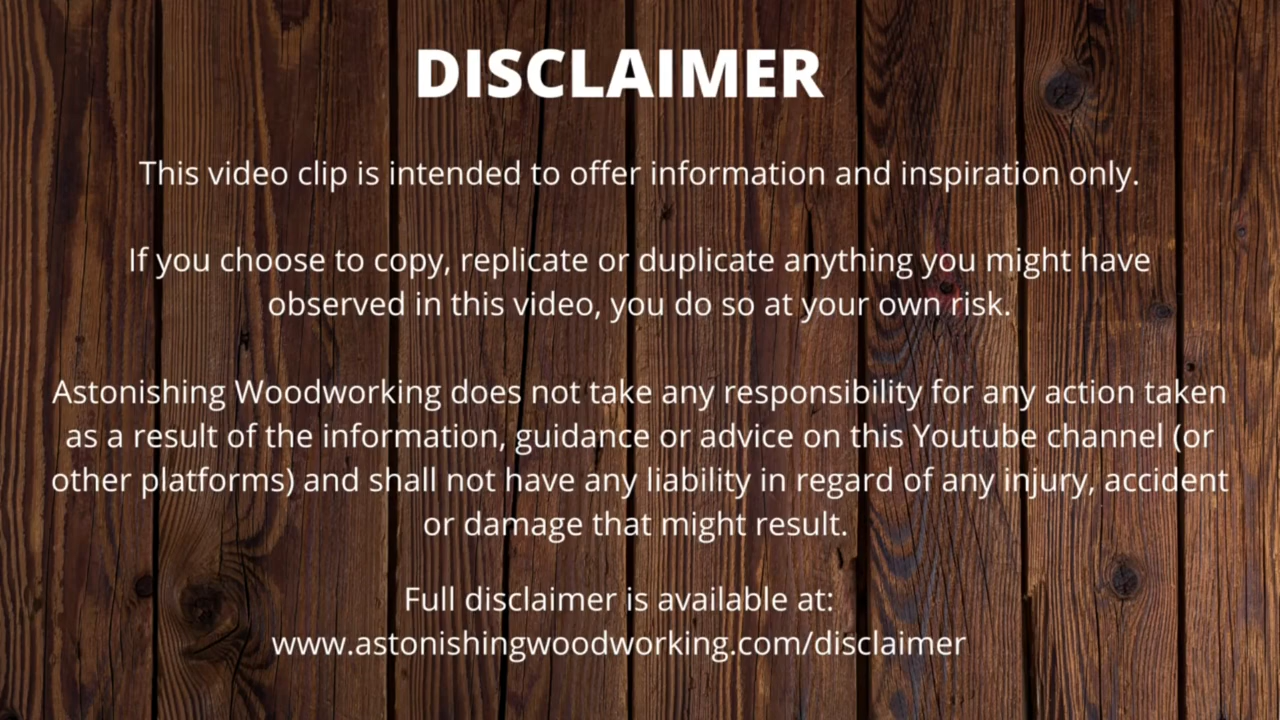 DISCLAIMER
This video clip is intended to offer information and inspiration only.
If you choose to copy, replicate or duplicate anything you might have
observed in this video, you do so at your own risk.
Astonishing Woodworking does not take any responsibility for any action taken
as a result of the information, guidance or advice on this Youtube channel (or
other platforms) and shall not have any liability in regard of any injury, accident
or damage that might result.
Full disclaimer is available at:
www.astonishingwoodworking.com/disclaimer